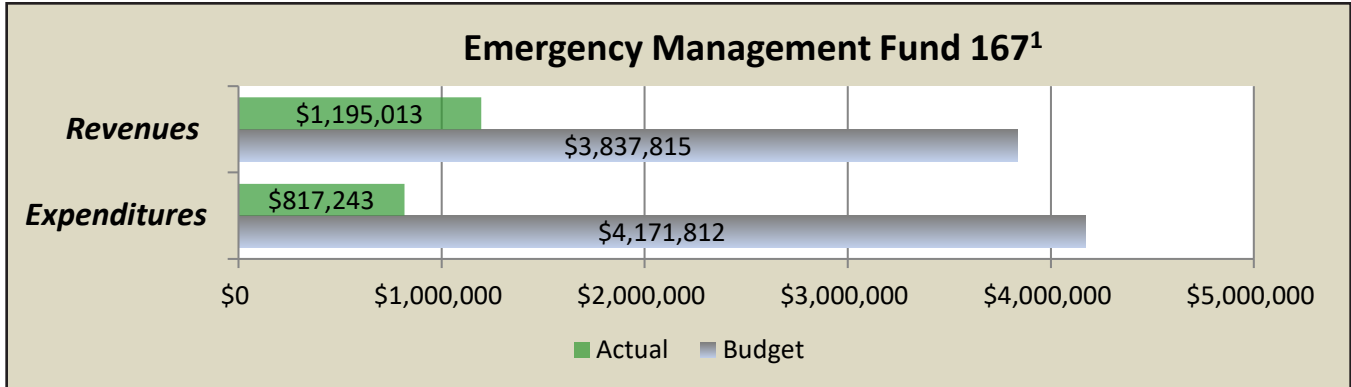 Emergency Management Fund 167¹
Revenues
$1,195,013
$3,837,815
Expenditures
$817,243
$4,171,812
$0 $1,000,000 $2,000,000 $3,000,000 $4,000,000 $5,000,000
Actual Budget